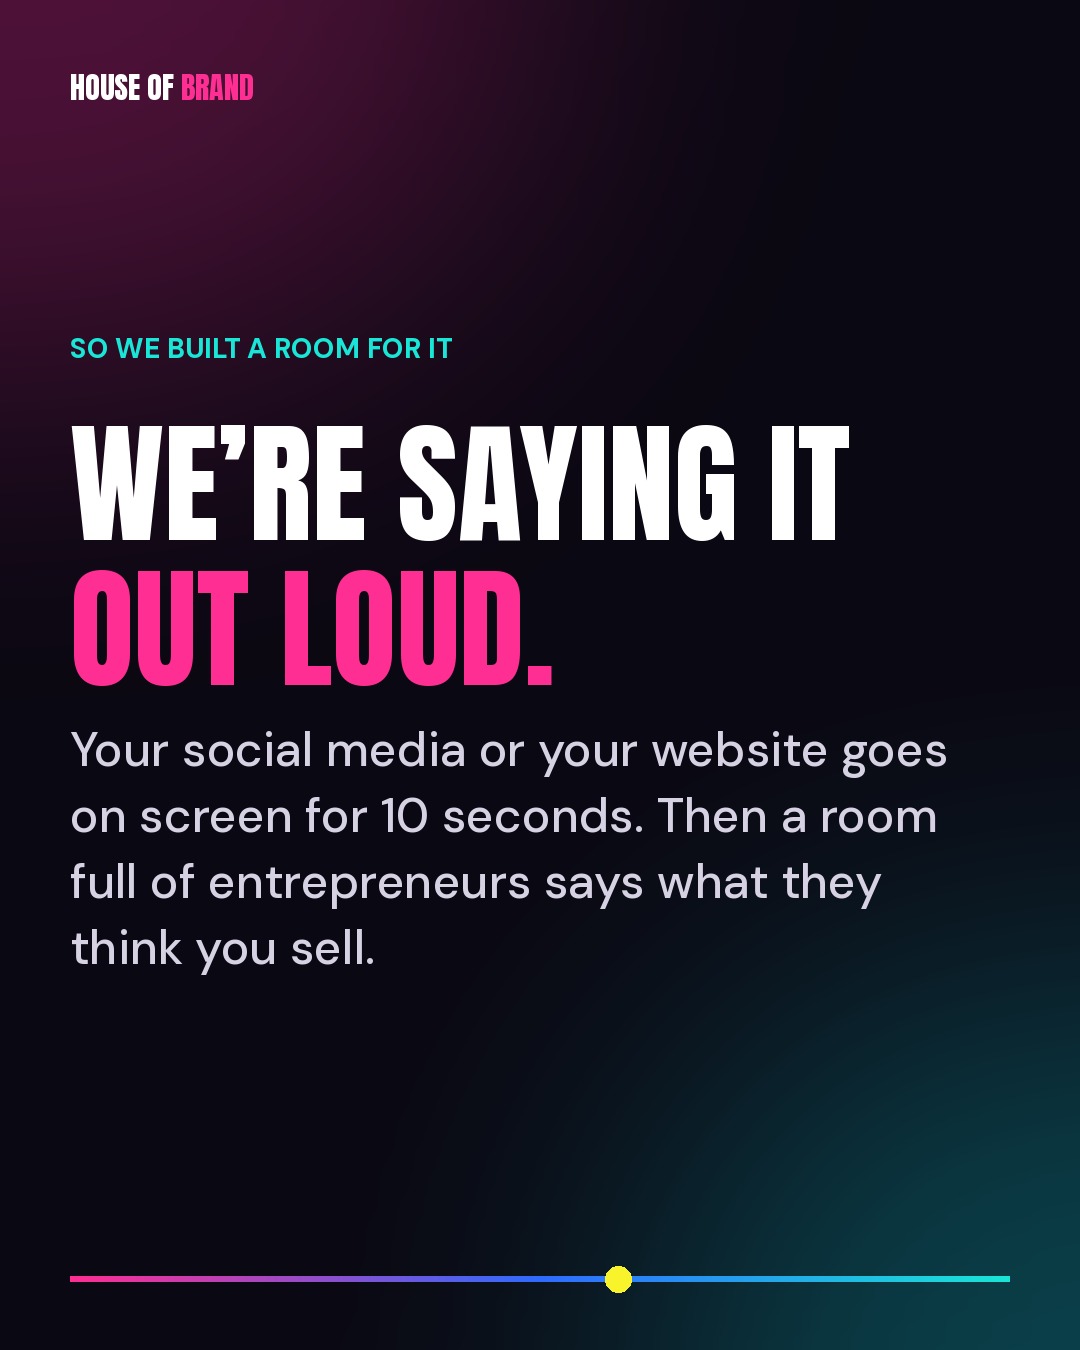 HOUSE OF BRAND
SO WE BUILT A ROOM FOR IT
WE’RE SAYING IT
OUT LOUD.
Your social media or your website goes
on screen for 10 seconds. Then a room
full of entrepreneurs says what they
think you sell.